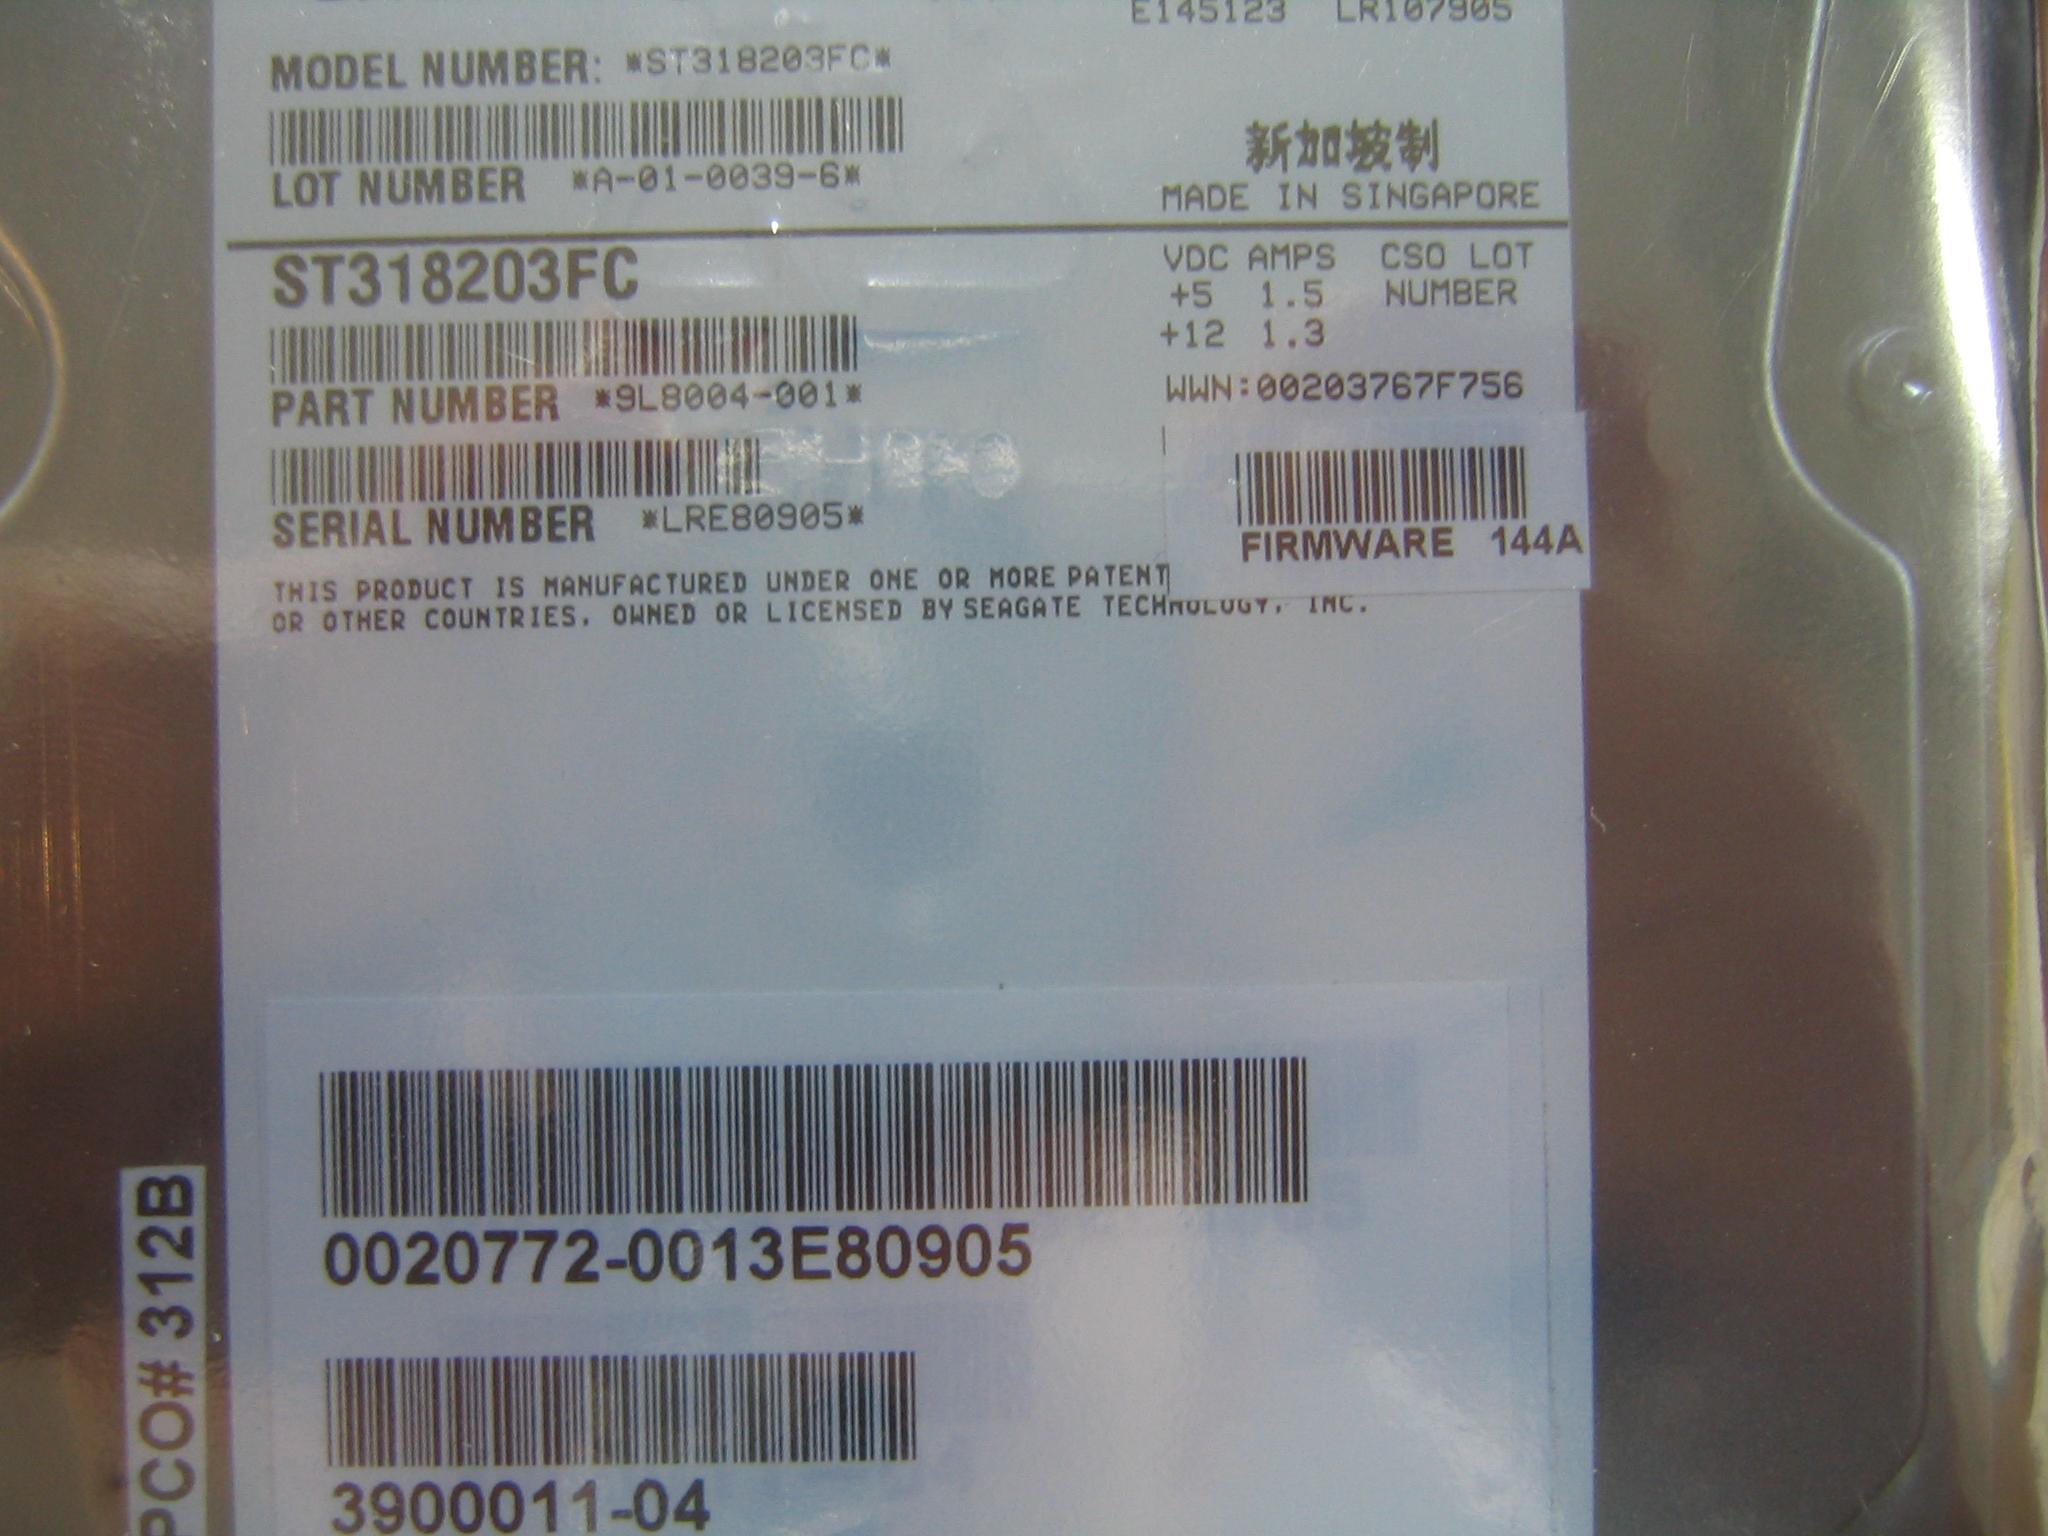 E145123 LR107905
MODEL NUMBER: *ST318203FC*
LOT NUMBER *A-01-0039-6*
新加坡制
MADE IN SINGAPORE
ST318203FC
VDC AMPS CSO LOT
+5 1.5 NUMBER
+12 1.3
PART NUMBER *9L8004-001*
WWN:00203767F756
SERIAL NUMBER *LRE80905*
FIRMWARE 144A
THIS PRODUCT IS MANUFACTURED UNDER ONE OR MORE PATENT
OR OTHER COUNTRIES, OWNED OR LICENSED BY SEAGATE TECHNOLOGY, INC.
0020772-0013E80905
3900011-04
PCO# 312B